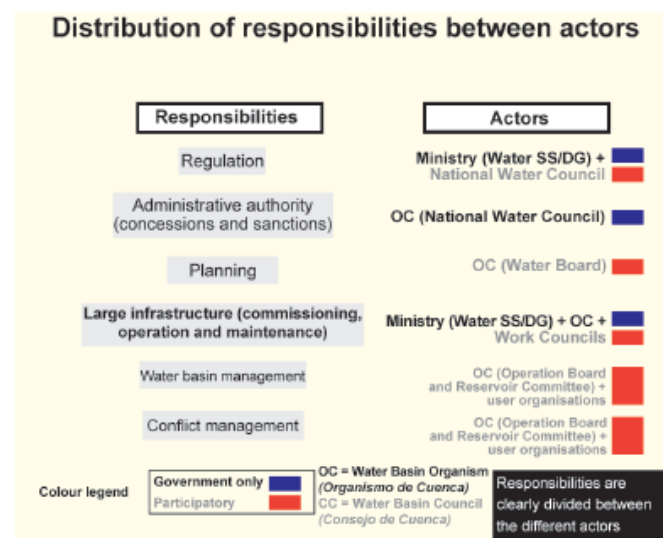 Distribution of responsibilities between actors
Responsibilities
Actors
Regulation
Ministry (Water SS/DG) +
National Water Council
Administrative authority
(concessions and sanctions)
OC (National Water Council)
Planning
OC (Water Board)
Large infrastructure (commissioning,
operation and maintenance)
Ministry (Water SS/DG) + OC +
Work Councils
Water basin management
OC (Operation Board
and Reservoir Committee) +
user organisations
Conflict management
OC (Operation Board
and Reservoir Committee) +
user organisations
Colour legend
Government only
Participatory
OC = Water Basin Organism
(Organismo de Cuenca)
CC = Water Basin Council
(Consejo de Cuenca)
Responsibilities are
clearly divided between
the different actors